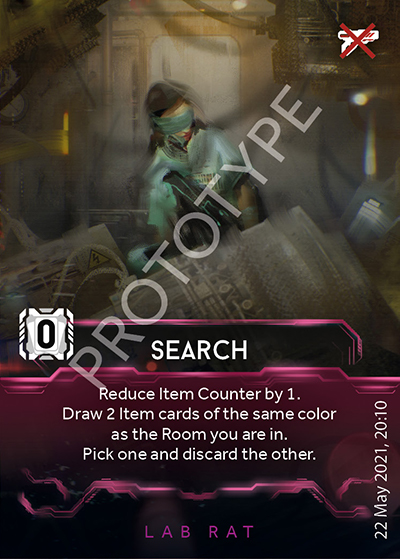 PROTOTYPE
0
SEARCH
Reduce Item Counter by 1.
Draw 2 Item cards of the same color
as the Room you are in.
Pick one and discard the other.
LAB RAT
22 May 2021, 20:10